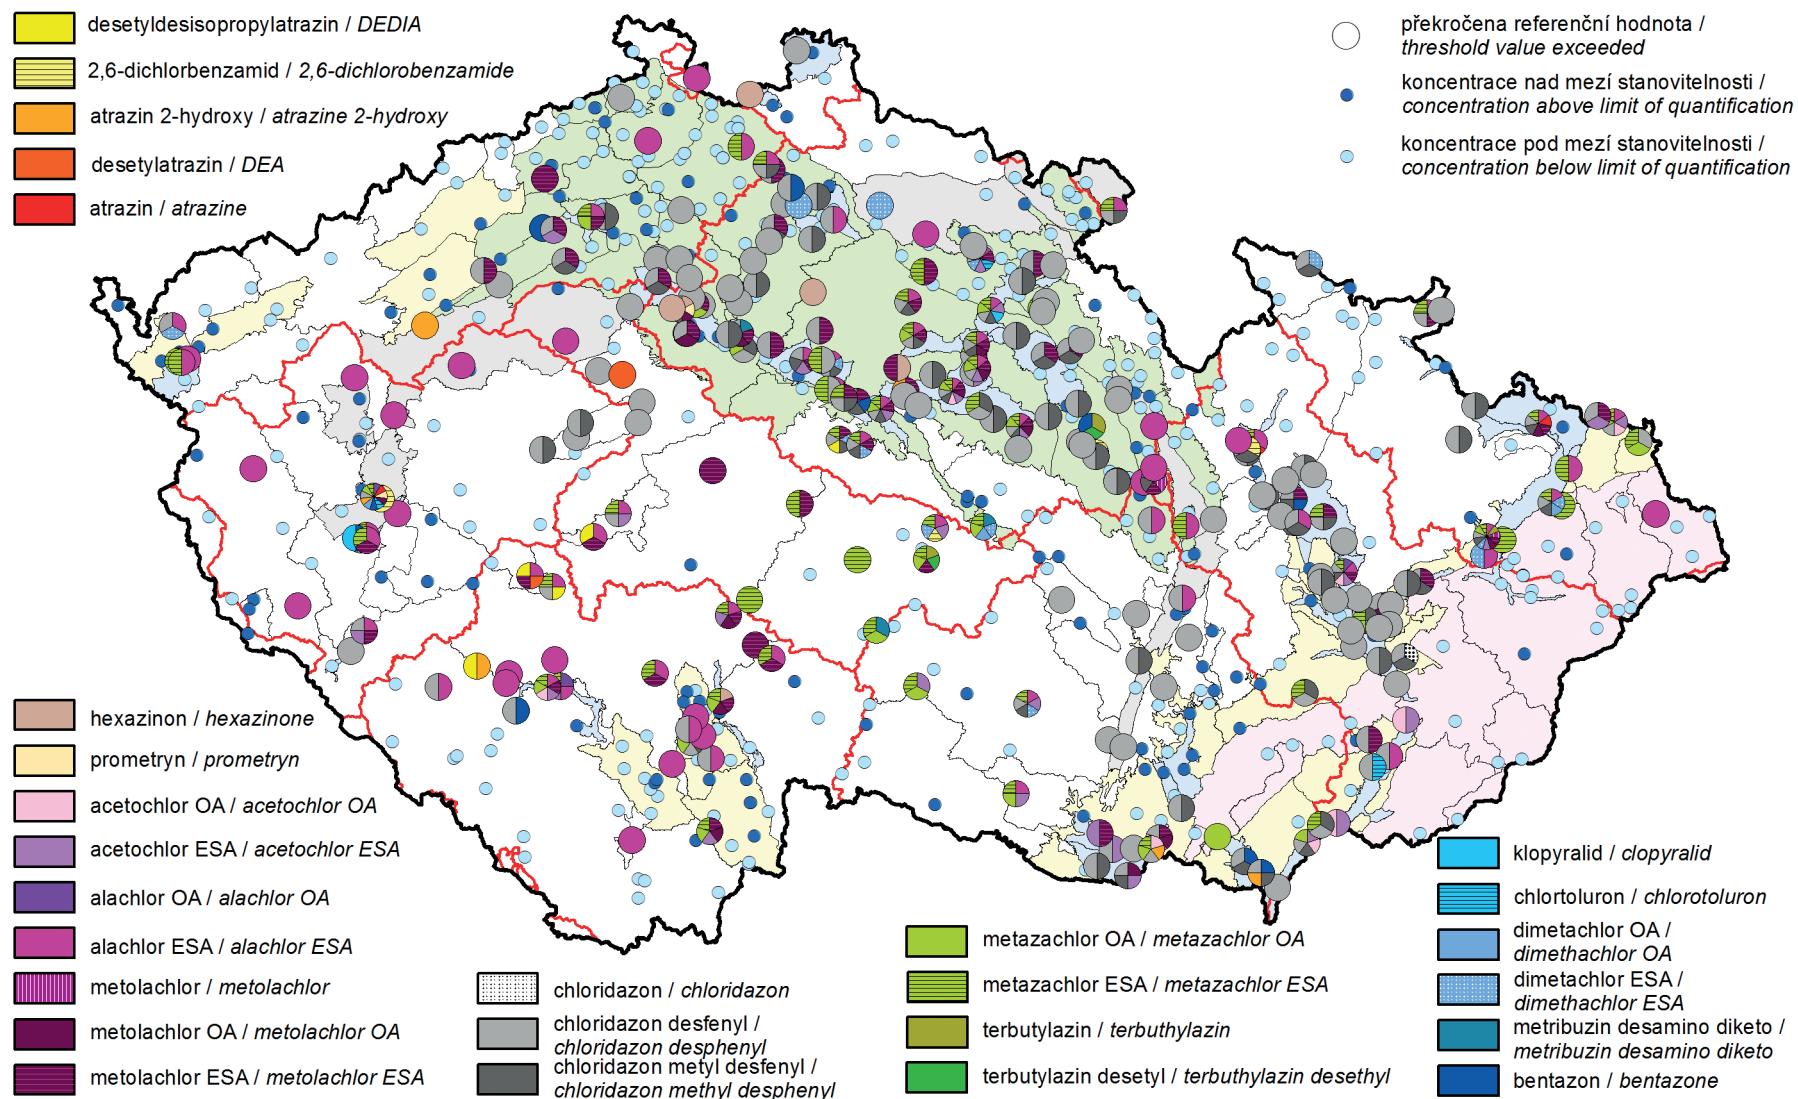 desetyldesisopropylatrazin / DEDIA
2,6-dichlorbenzamid / 2,6-dichlorobenzamide
atrazin 2-hydroxy / atrazine 2-hydroxy
desetylatrazin / DEA
atrazin / atrazine
překročena referenční hodnota /
threshold value exceeded
koncentrace nad mezí stanovitelnosti /
concentration above limit of quantification
koncentrace pod mezí stanovitelnosti /
concentration below limit of quantification
hexazinon / hexazinone
prometryn / prometryn
acetochlor OA / acetochlor OA
acetochlor ESA / acetochlor ESA
alachlor OA / alachlor OA
alachlor ESA / alachlor ESA
metolachlor / metolachlor
metolachlor OA / metolachlor OA
metolachlor ESA / metolachlor ESA
chloridazon / chloridazon
chloridazon desfenyl /
chloridazon desphenyl
chloridazon metyl desfenyl /
chloridazon methyl desphenyl
metazachlor OA / metazachlor OA
metazachlor ESA / metazachlor ESA
terbutylazin / terbuthylazin
terbutylazin desetyl / terbuthylazin desethyl
klopyralid / clopyralid
chlortoluron / chlorotoluron
dimetachlor OA /
dimethachlor OA
dimetachlor ESA /
dimethachlor ESA
metribuzin desamino diketo /
metribuzin desamino diketo
bentazon / bentazone